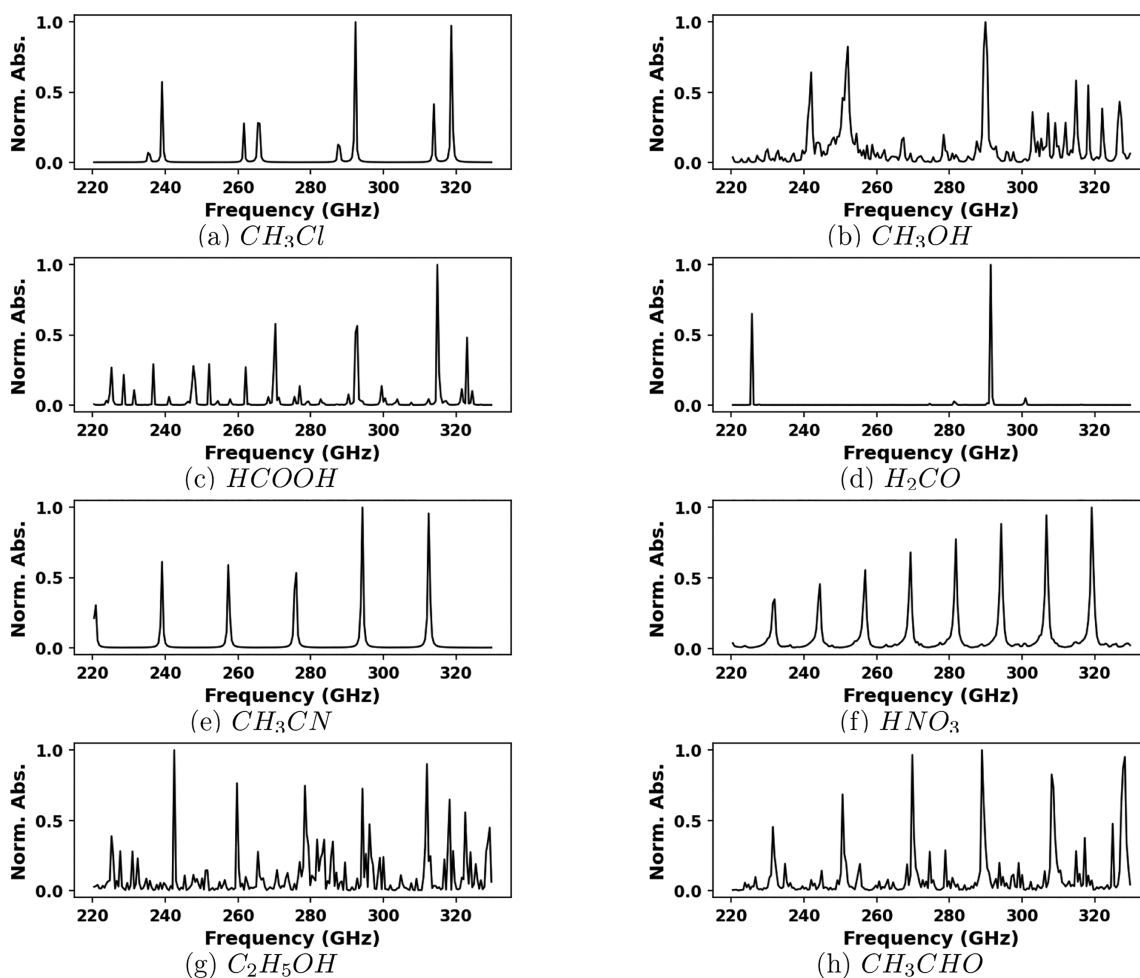 Norm. Abs.
1.0
0.5
0.0
220 240 260 280 300 320
Frequency (GHz)
(a) CH₃Cl
Norm. Abs.
1.0
0.5
0.0
220 240 260 280 300 320
Frequency (GHz)
(b) CH₃OH
Norm. Abs.
1.0
0.5
0.0
220 240 260 280 300 320
Frequency (GHz)
(c) HCOOH
Norm. Abs.
1.0
0.5
0.0
220 240 260 280 300 320
Frequency (GHz)
(d) H₂CO
Norm. Abs.
1.0
0.5
0.0
220 240 260 280 300 320
Frequency (GHz)
(e) CH₃CN
Norm. Abs.
1.0
0.5
0.0
220 240 260 280 300 320
Frequency (GHz)
(f) HNO₃
Norm. Abs.
1.0
0.5
0.0
220 240 260 280 300 320
Frequency (GHz)
(g) C₂H₅OH
Norm. Abs.
1.0
0.5
0.0
220 240 260 280 300 320
Frequency (GHz)
(h) CH₃CHO